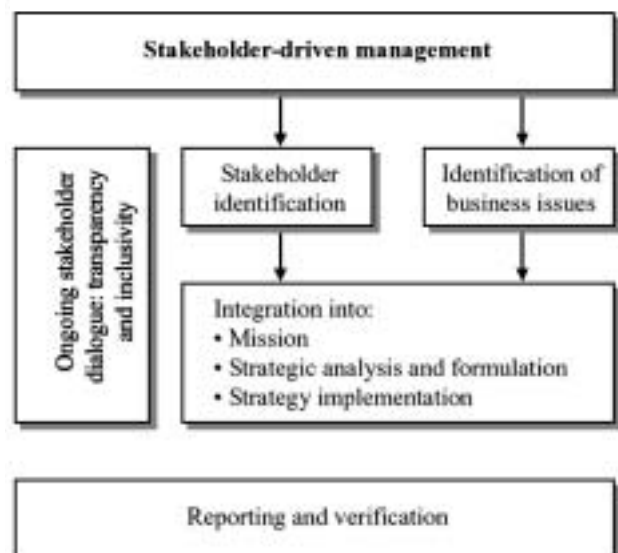 Stakeholder-driven management
Ongoing stakeholder
dialogue: transparency
and inclusivity
Stakeholder
identification
Identification of
business issues
Integration into:
• Mission
• Strategic analysis and formulation
• Strategy implementation
Reporting and verification